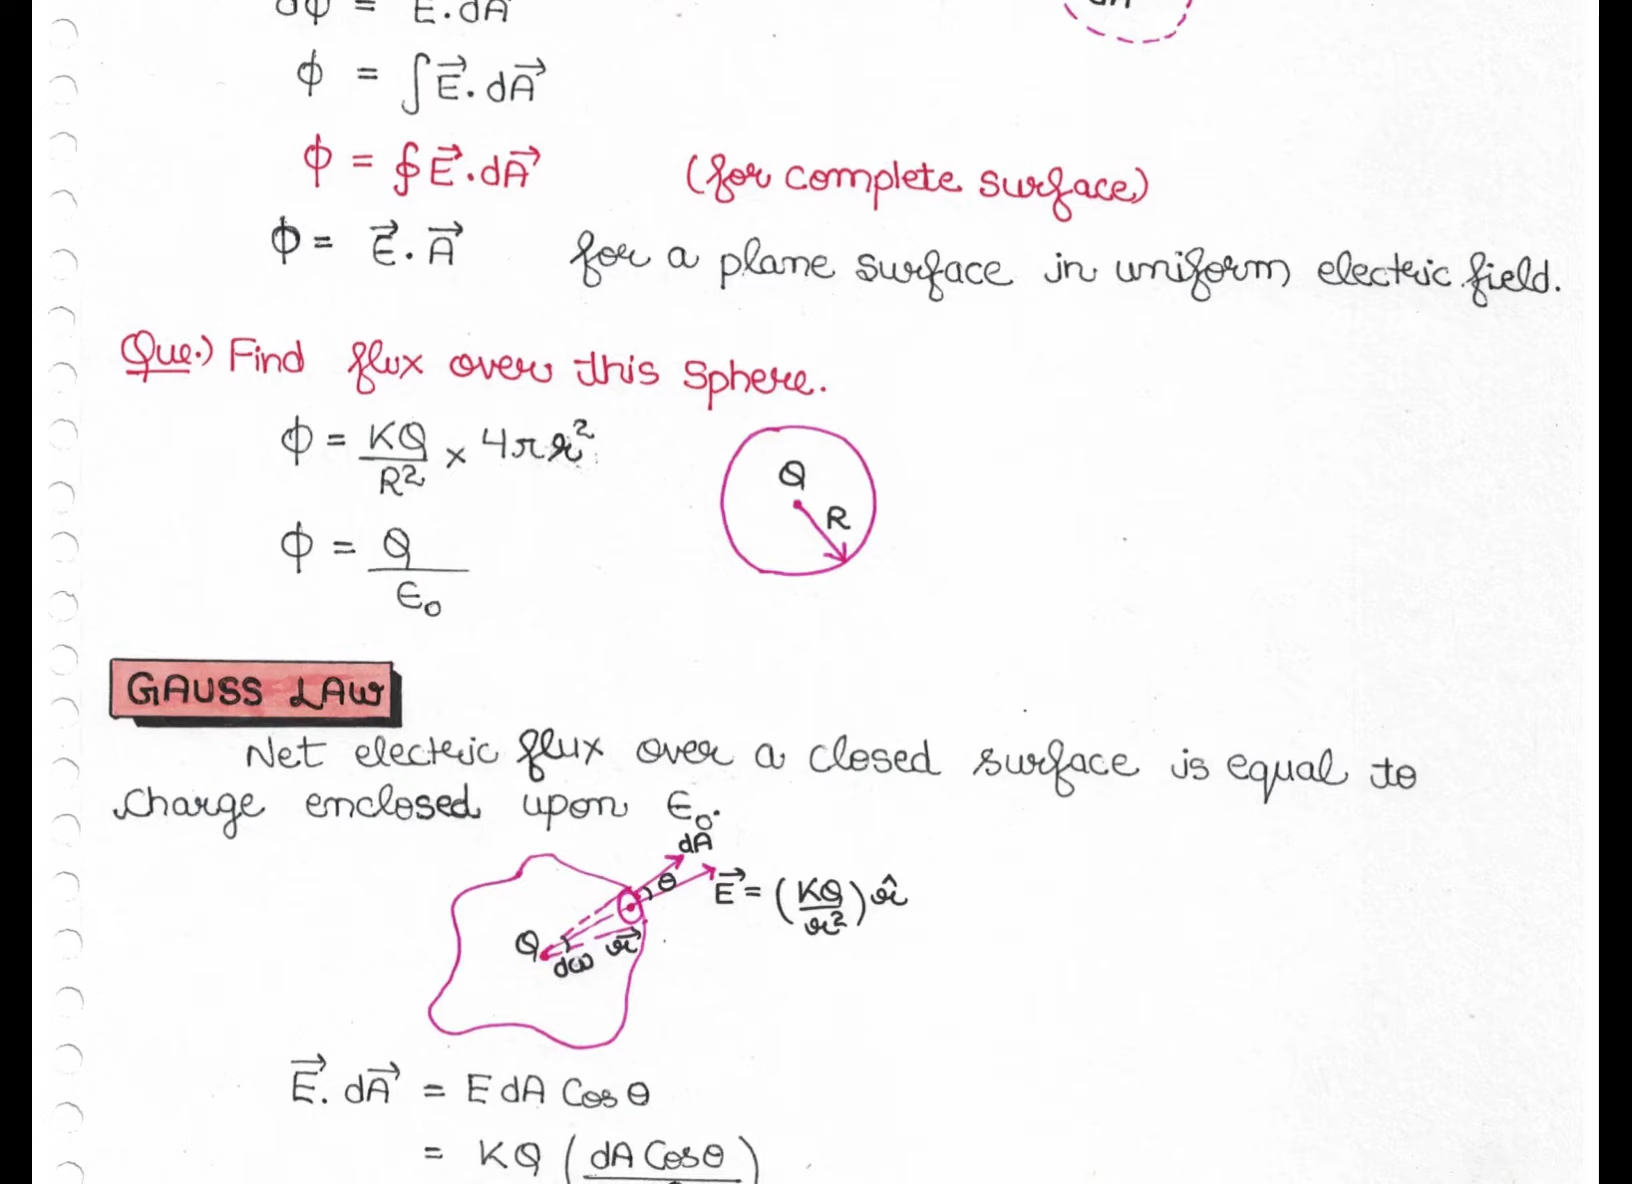 dϕ = E.dA
dA
ϕ = ∫E⃗.dA⃗
ϕ = ∮E⃗.dA⃗ (for complete surface)
ϕ = E⃗.A⃗ for a plane surface in uniform electric field.
Que.) Find flux over this sphere.
ϕ = KQ/R² × 4πr²
Q
R
ϕ = Q/ϵ₀
GAUSS LAW
Net electric flux over a closed surface is equal to
charge enclosed upon ϵ₀.
dA
θ
E⃗ = (KQ/r²) r̂
Q
dω
r⃗
E⃗.dA⃗ = E dA Cos θ
= KQ (dA Cosθ